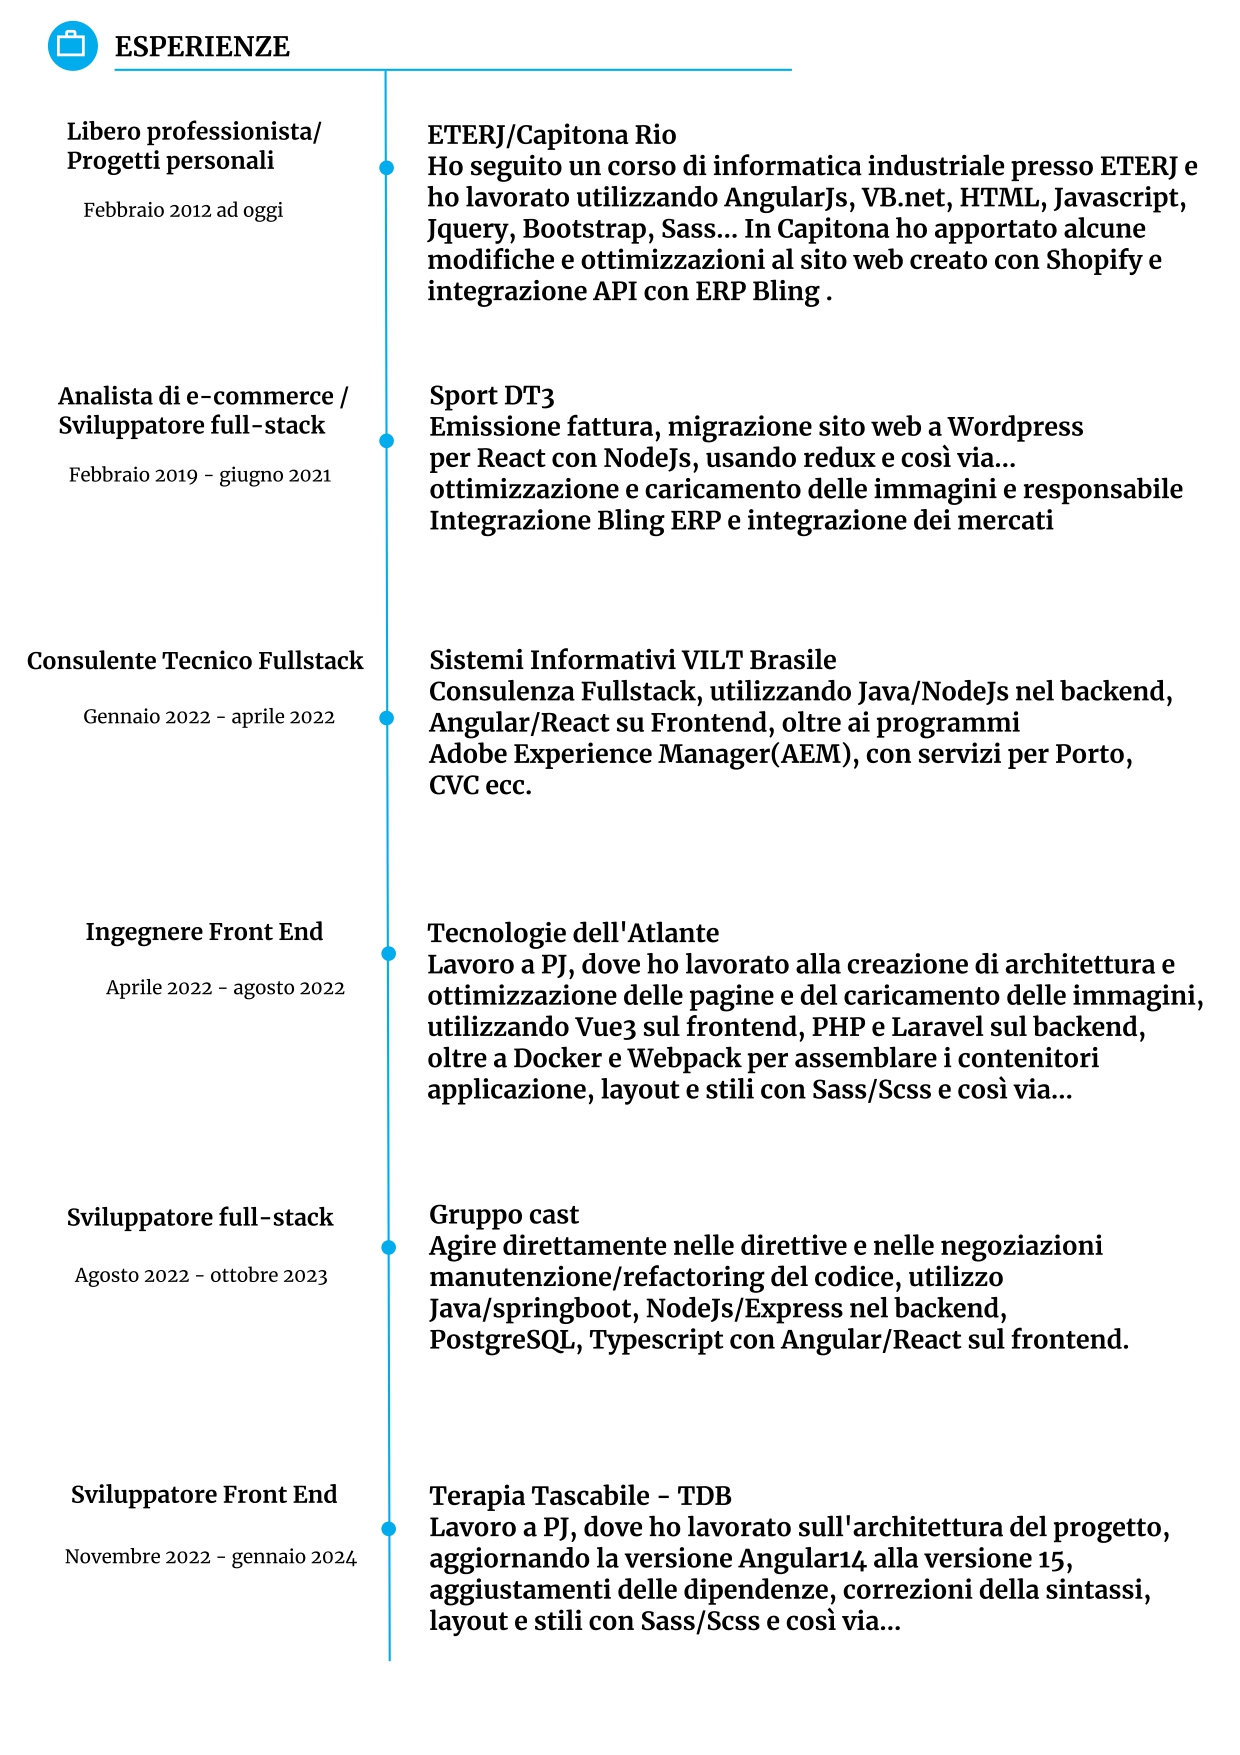 ESPERIENZE
Libero professionista/
Progetti personali
Febbraio 2012 ad oggi
ETERJ/Capitona Rio
Ho seguito un corso di informatica industriale presso ETERJ e
ho lavorato utilizzando AngularJs, VB.net, HTML, Javascript,
Jquery, Bootstrap, Sass... In Capitona ho apportato alcune
modifiche e ottimizzazioni al sito web creato con Shopify e
integrazione API con ERP Bling .
Analista di e-commerce /
Sviluppatore full-stack
Febbraio 2019 - giugno 2021
Sport DT3
Emissione fattura, migrazione sito web a Wordpress
per React con NodeJs, usando redux e così via...
ottimizzazione e caricamento delle immagini e responsabile
Integrazione Bling ERP e integrazione dei mercati
Consulente Tecnico Fullstack
Gennaio 2022 - aprile 2022
Sistemi Informativi VILT Brasile
Consulenza Fullstack, utilizzando Java/NodeJs nel backend,
Angular/React su Frontend, oltre ai programmi
Adobe Experience Manager(AEM), con servizi per Porto,
CVC ecc.
Ingegnere Front End
Aprile 2022 - agosto 2022
Tecnologie dell'Atlante
Lavoro a PJ, dove ho lavorato alla creazione di architettura e
ottimizzazione delle pagine e del caricamento delle immagini,
utilizzando Vue3 sul frontend, PHP e Laravel sul backend,
oltre a Docker e Webpack per assemblare i contenitori
applicazione, layout e stili con Sass/Scss e così via...
Sviluppatore full-stack
Agosto 2022 - ottobre 2023
Gruppo cast
Agire direttamente nelle direttive e nelle negoziazioni
manutenzione/refactoring del codice, utilizzo
Java/springboot, NodeJs/Express nel backend,
PostgreSQL, Typescript con Angular/React sul frontend.
Sviluppatore Front End
Novembre 2022 - gennaio 2024
Terapia Tascabile - TDB
Lavoro a PJ, dove ho lavorato sull'architettura del progetto,
aggiornando la versione Angular14 alla versione 15,
aggiustamenti delle dipendenze, correzioni della sintassi,
layout e stili con Sass/Scss e così via...